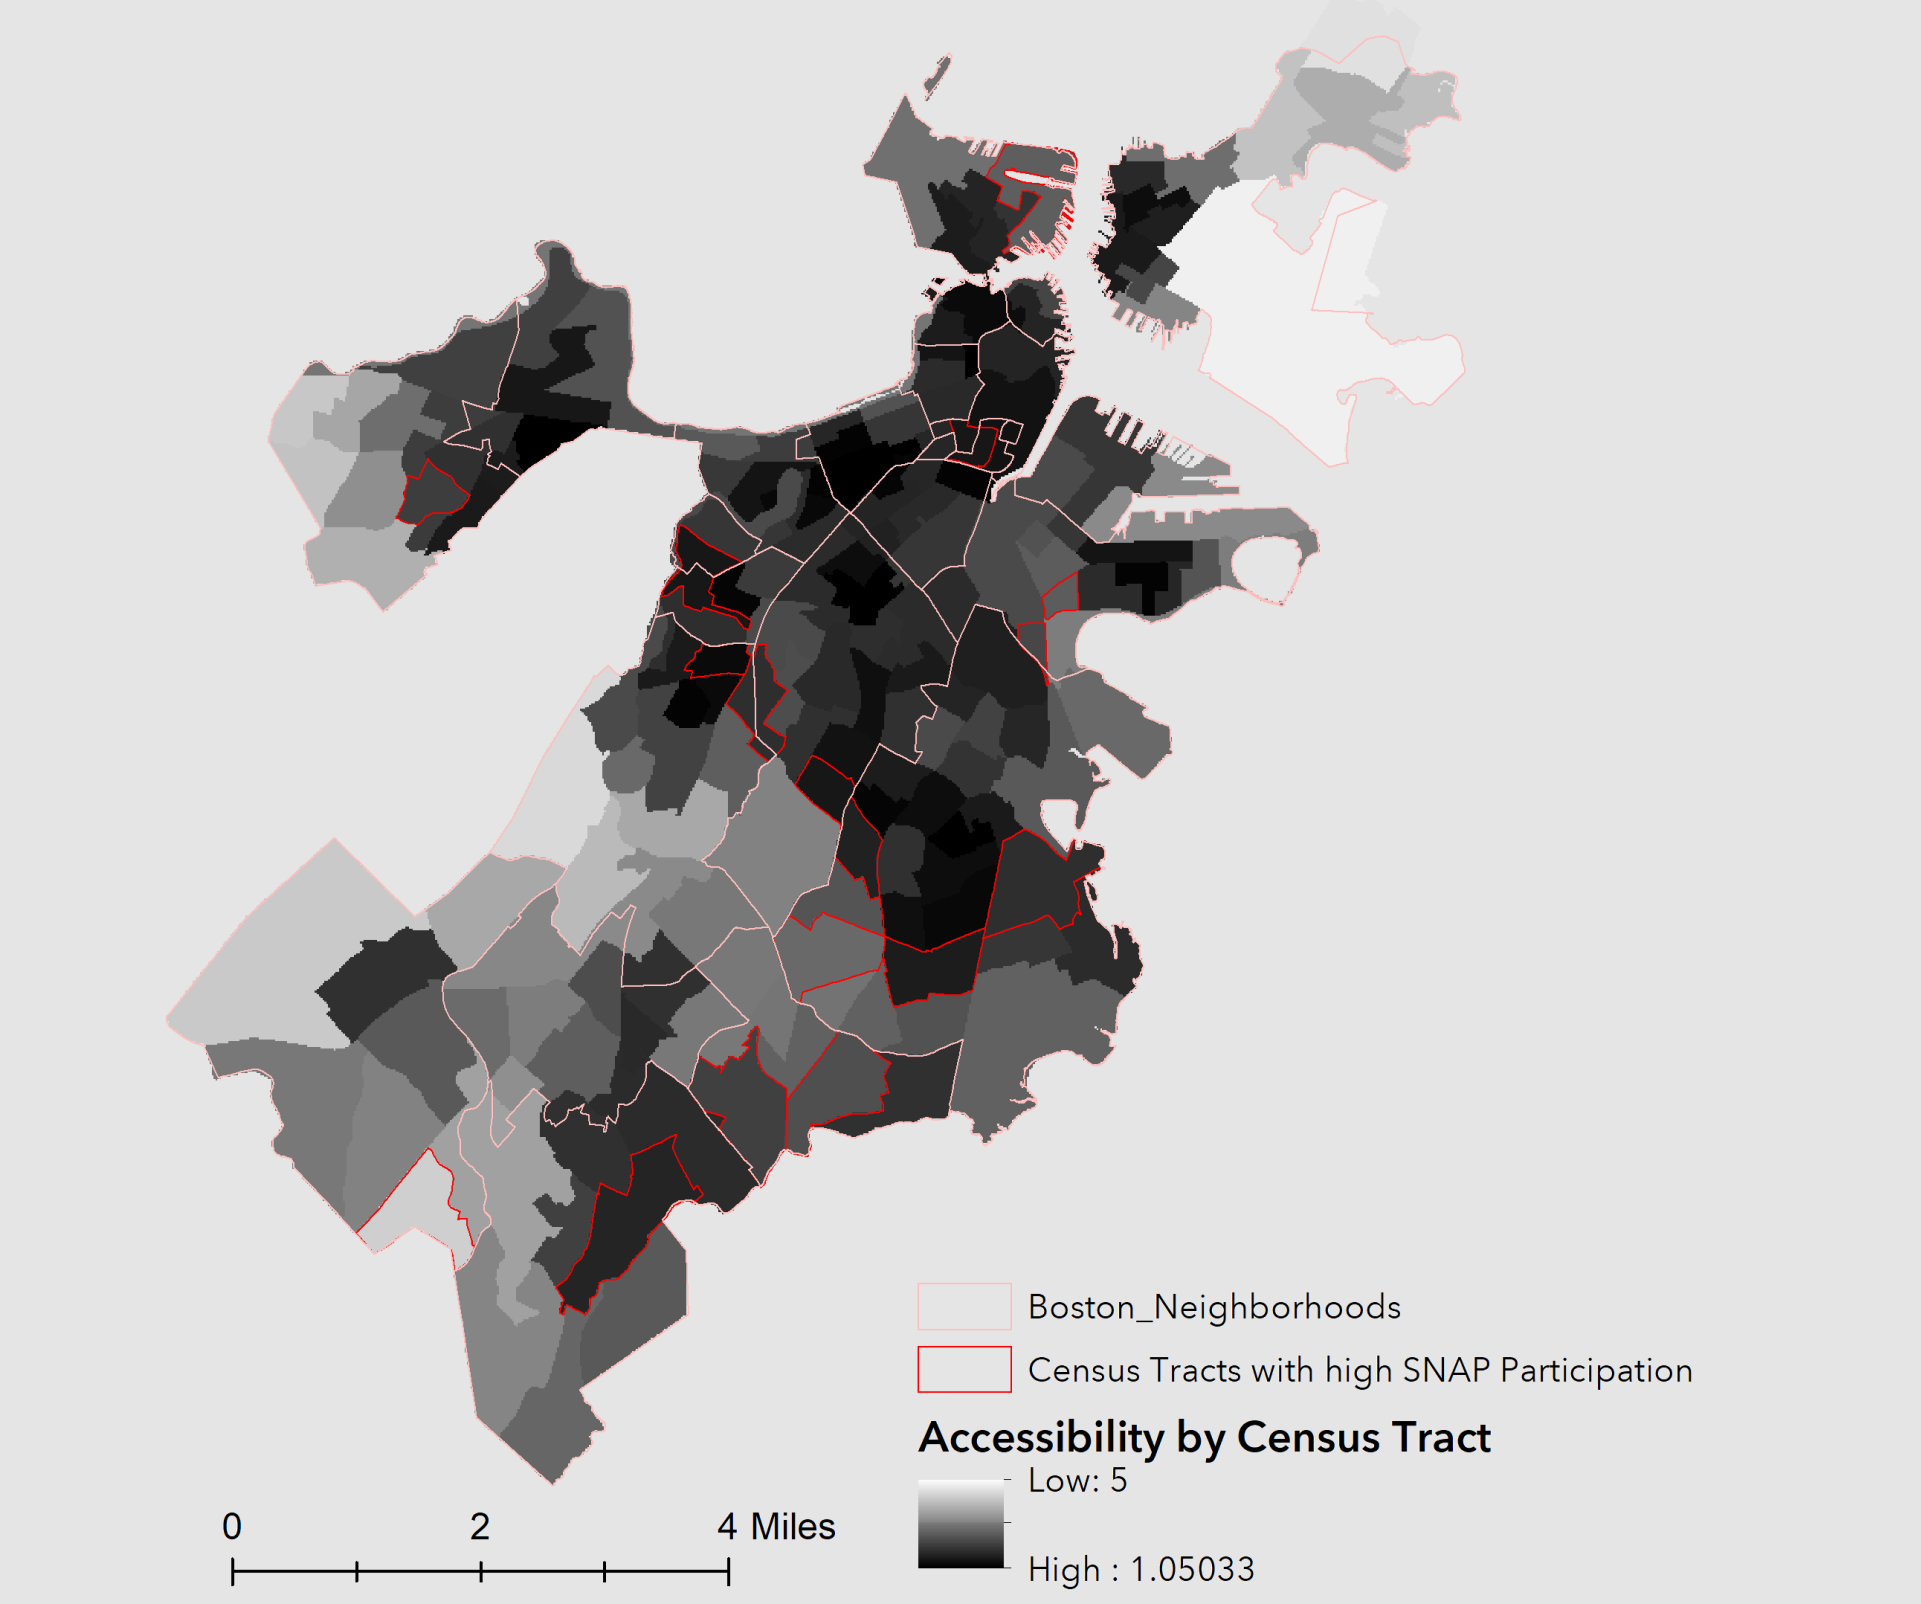 Boston_Neighborhoods
Census Tracts with high SNAP Participation
Accessibility by Census Tract
Low: 5
High : 1.05033
0 2 4 Miles